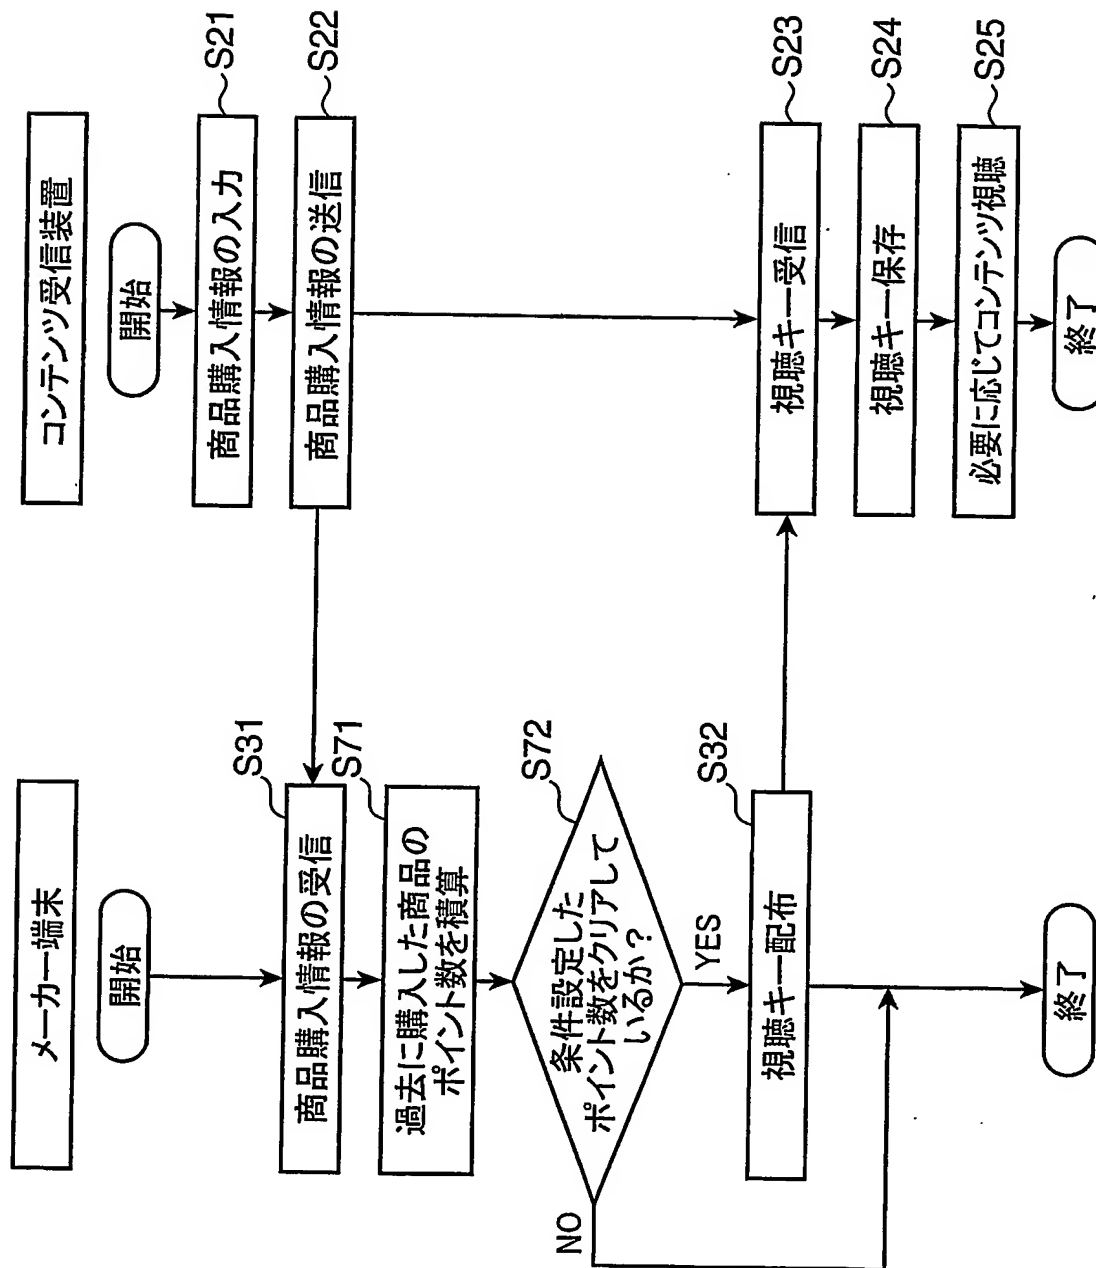 メーカー端末
開始
S31
商品購入情報の受信
S71
過去に購入した商品の
ポイント数を積算
S72
条件設定した
ポイント数をクリアして
いるか?
YES
NO
S32
視聴キー配布
終了
コンテンツ受信装置
開始
S21
商品購入情報の入力
S22
商品購入情報の送信
S23
視聴キー受信
S24
視聴キー保存
S25
必要に応じてコンテンツ視聴
終了